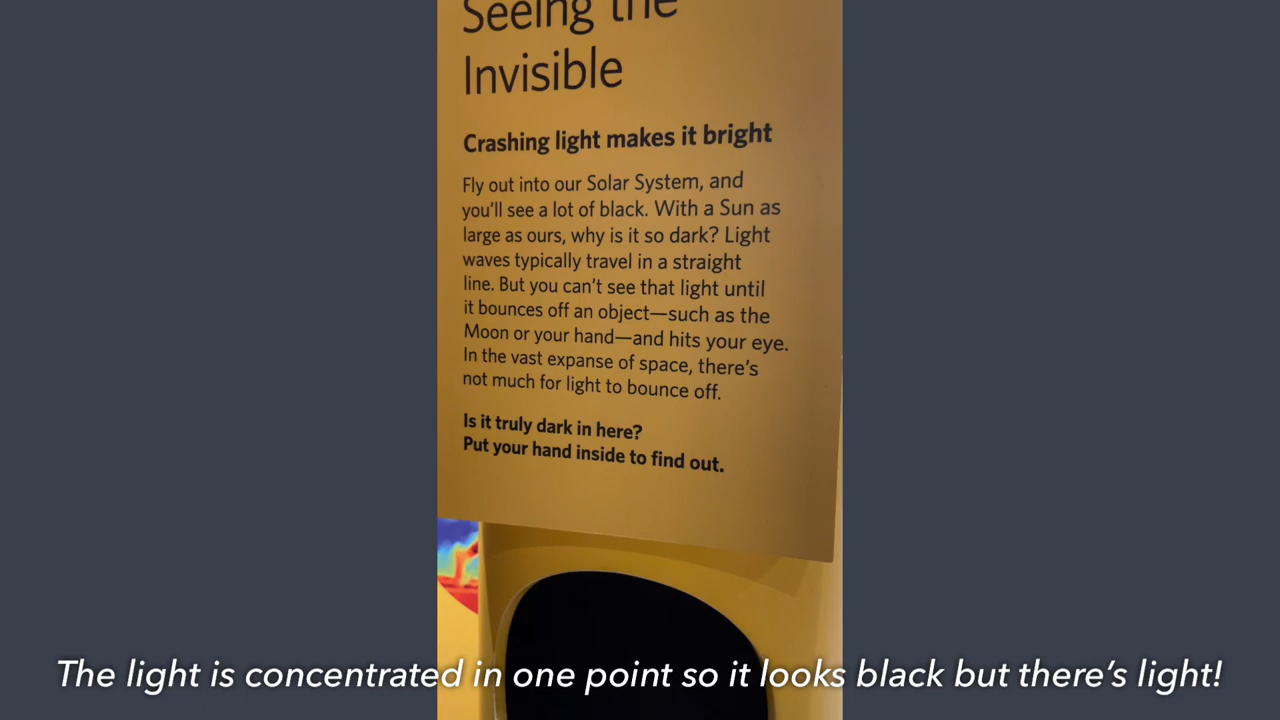 Seeing the
Invisible
Crashing light makes it bright
Fly out into our Solar System, and
you'll see a lot of black. With a Sun as
large as ours, why is it so dark? Light
waves typically travel in a straight
line. But you can't see that light until
it bounces off an object—such as the
Moon or your hand—and hits your eye.
In the vast expanse of space, there's
not much for light to bounce off.
Is it truly dark in here?
Put your hand inside to find out.
The light is concentrated in one point so it looks black but there's light!